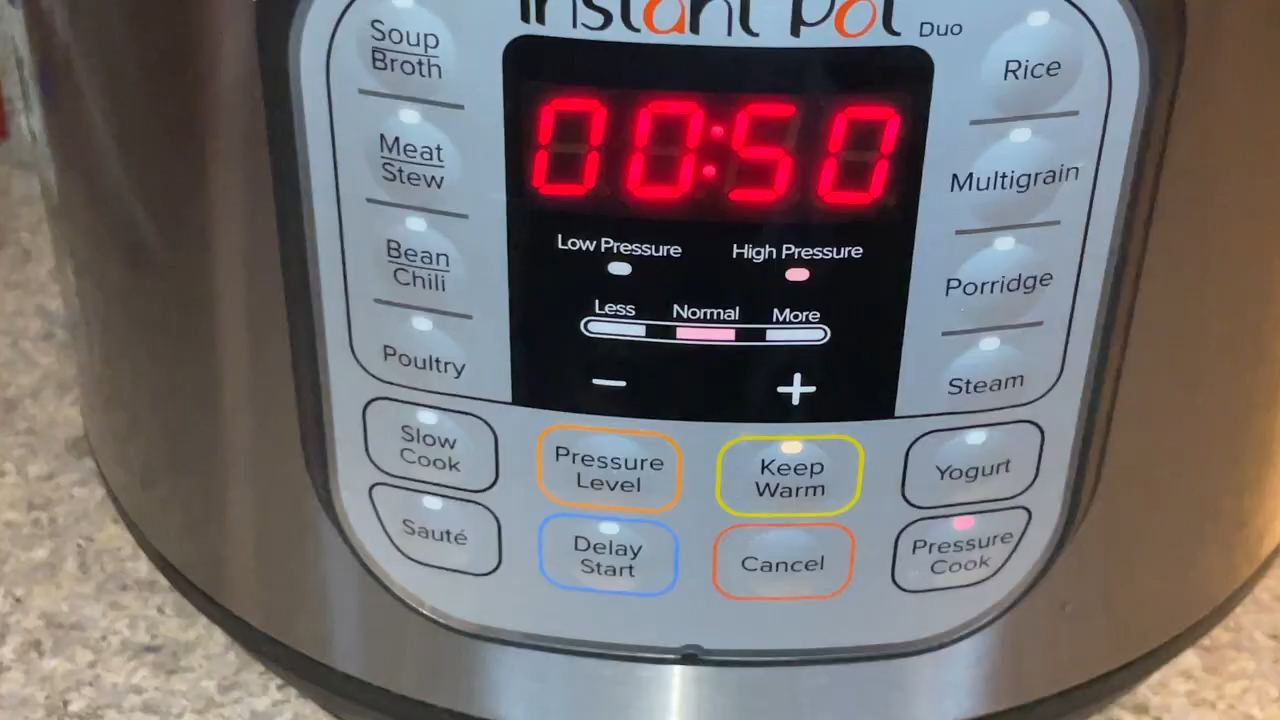 Instant Pot Duo
00:50
Low Pressure High Pressure
Less Normal More
− +
Soup
Broth
Meat
Stew
Bean
Chili
Poultry
Rice
Multigrain
Porridge
Steam
Slow
Cook
Sauté
Pressure
Level
Keep
Warm
Delay
Start
Cancel
Yogurt
Pressure
Cook